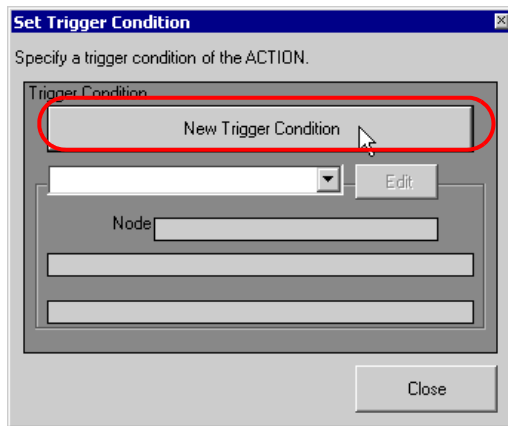 Set Trigger Condition
Specify a trigger condition of the ACTION.
Trigger Condition
New Trigger Condition
Edit
Node
Close